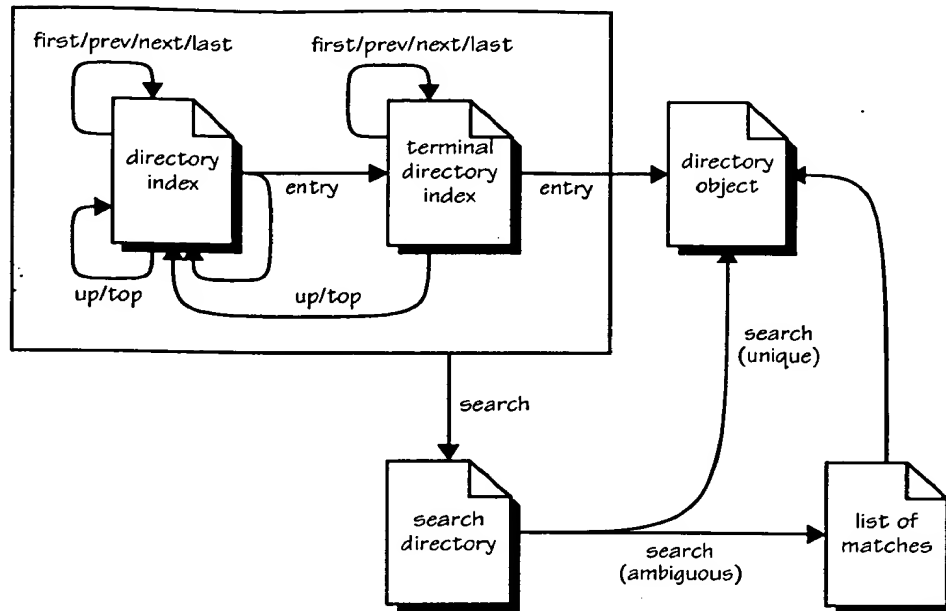 first/prev/next/last
first/prev/next/last
directory
index
entry
terminal
directory
index
entry
directory
object
up/top
up/top
search
(unique)
search
search
directory
search
(ambiguous)
list of
matches